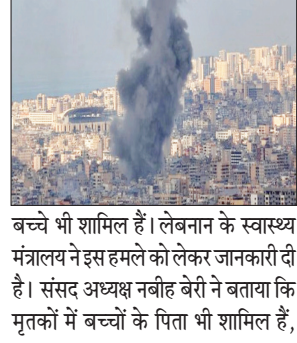 बच्चे भी शामिल हैं। लेबनान के स्वास्थ्य
मंत्रालय ने इस हमले को लेकर जानकारी दी
है। संसद अध्यक्ष नबीह बेरी ने बताया कि
मृतकों में बच्चों के पिता भी शामिल हैं,